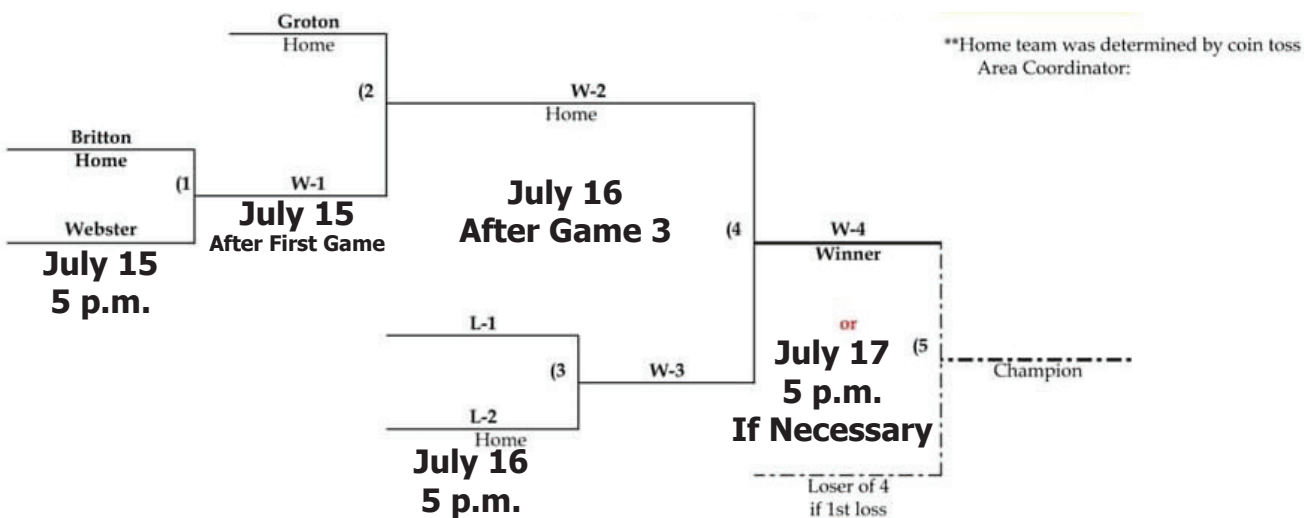 Groton
Home
**Home team was determined by coin toss
Area Coordinator:
(2
W-2
Home
Britton
Home
(1
W-1
July 15
After First Game
Webster
July 15
5 p.m.
July 16
After Game 3
(4
W-4
Winner
L-1
(3
W-3
L-2
Home
July 16
5 p.m.
or
July 17
5 p.m.
If Necessary
(5
Champion
Loser of 4
if 1st loss